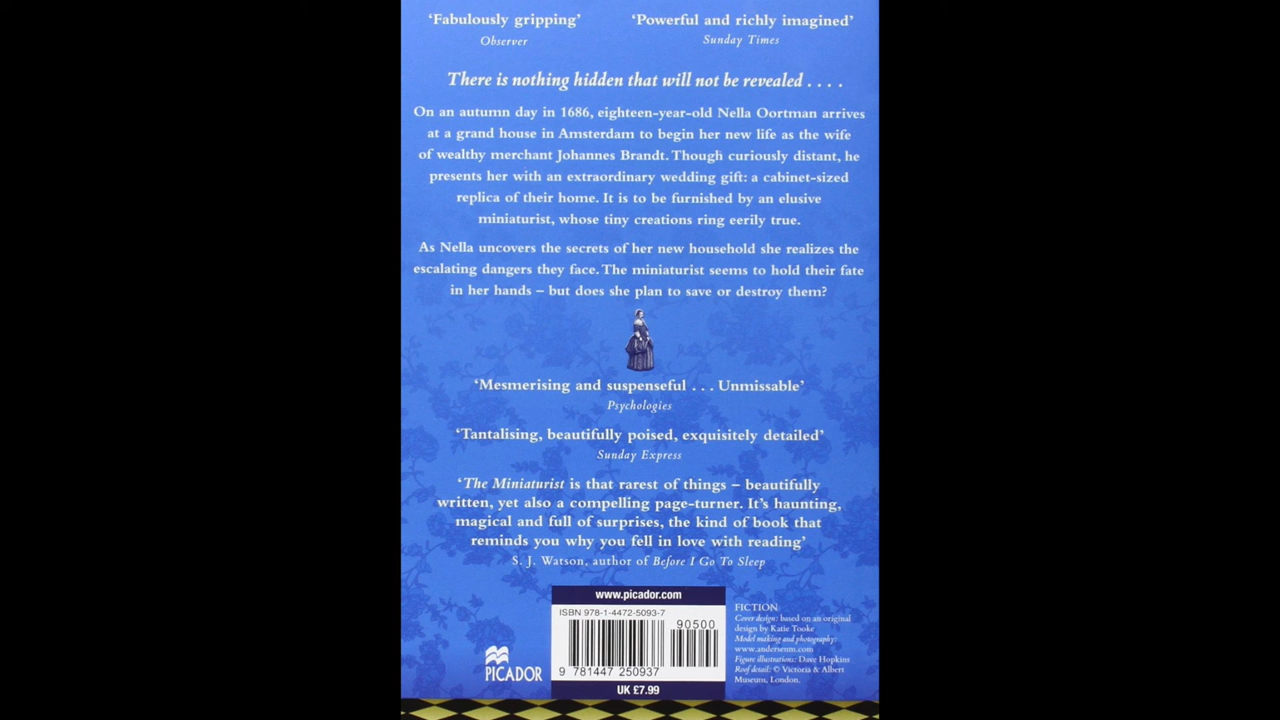 ‘Fabulously gripping’
Observer
‘Powerful and richly imagined’
Sunday Times
There is nothing hidden that will not be revealed . . . .
On an autumn day in 1686, eighteen-year-old Nella Oortman arrives
at a grand house in Amsterdam to begin her new life as the wife
of wealthy merchant Johannes Brandt. Though curiously distant, he
presents her with an extraordinary wedding gift: a cabinet-sized
replica of their home. It is to be furnished by an elusive
miniaturist, whose tiny creations ring eerily true.
As Nella uncovers the secrets of her new household she realizes the
escalating dangers they face. The miniaturist seems to hold their fate
in her hands – but does she plan to save or destroy them?
‘Mesmerising and suspenseful . . . Unmissable’
Psychologies
‘Tantalising, beautifully poised, exquisitely detailed’
Sunday Express
‘The Miniaturist is that rarest of things – beautifully
written, yet also a compelling page-turner. It’s haunting,
magical and full of surprises, the kind of book that
reminds you why you fell in love with reading’
S. J. Watson, author of Before I Go To Sleep
www.picador.com
ISBN 978-1-4472-5093-7
90500
9 781447 250937
UK £7.99
PICADOR
FICTION
Cover design: based on an original
design by Katie Tooke
Model making and photography:
www.andersenm.com
Figure illustrations: Dave Hopkins
Roof detail: © Victoria & Albert
Museum, London.